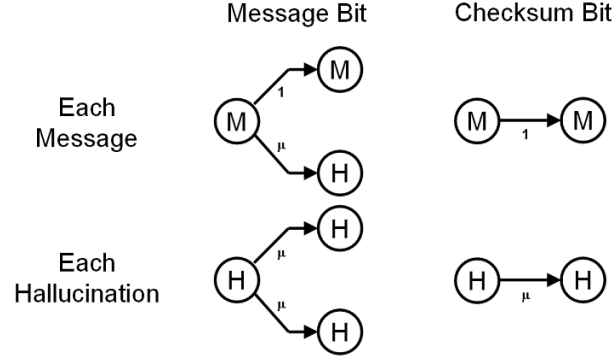 Message Bit Checksum Bit
Each
Message
M
1
M
μ
H
M
1
M
Each
Hallucination
H
μ
H
μ
H
H
μ
H